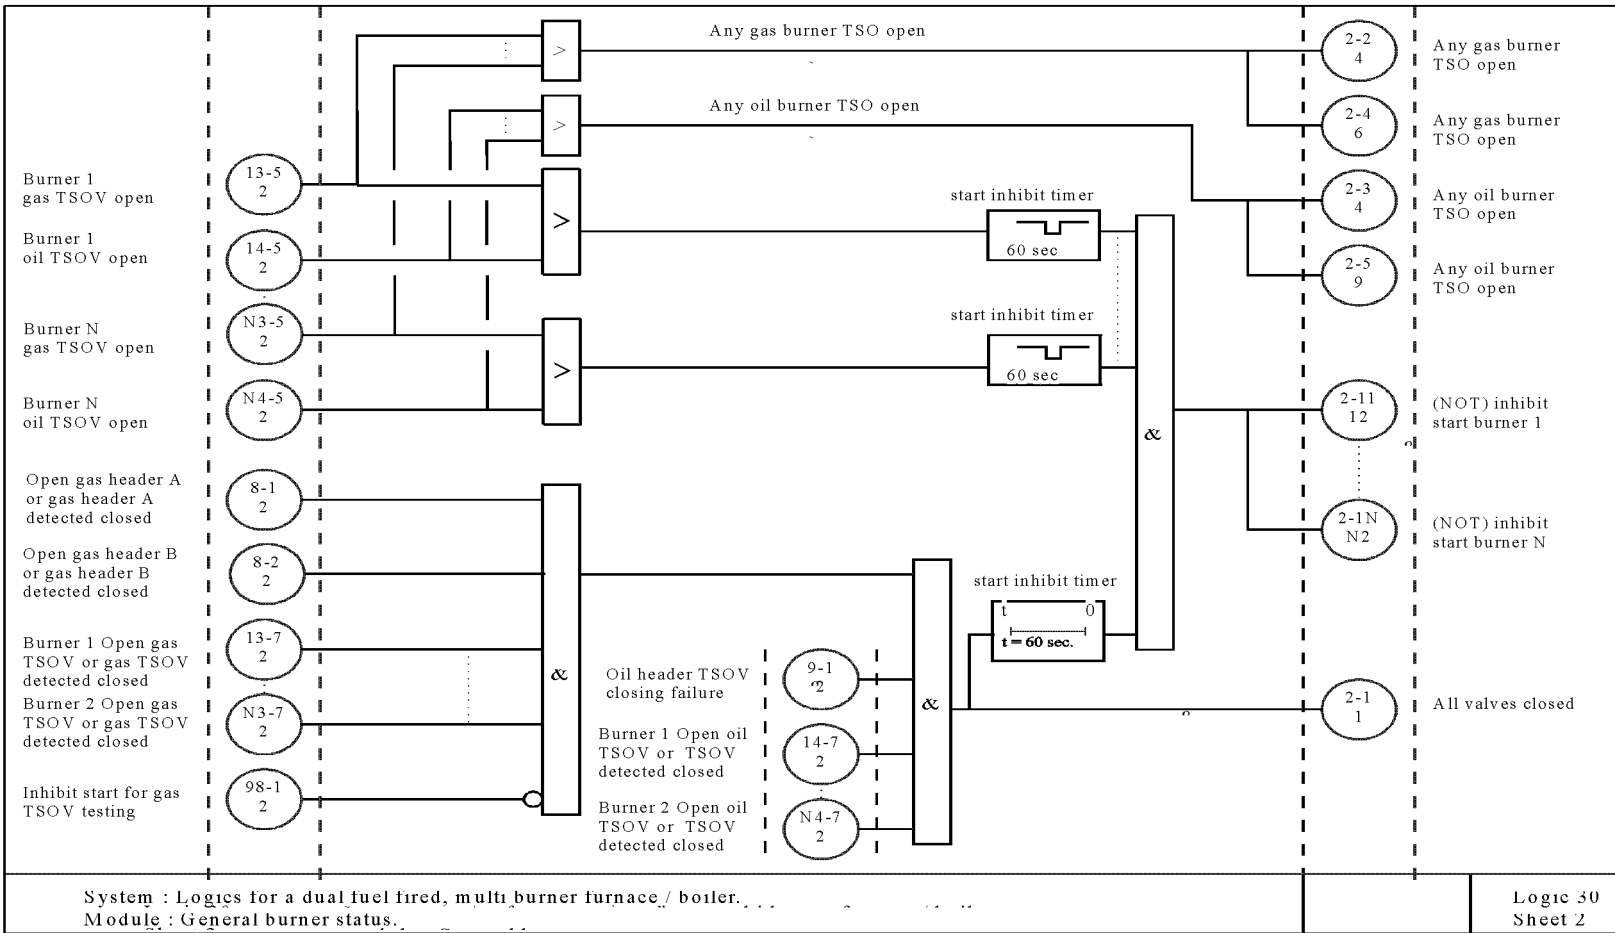 Any gas burner TSO open
>
2-2
4
Any gas burner
TSO open
Any oil burner TSO open
>
2-4
6
Any gas burner
TSO open
Burner 1
gas TSOV open
13-5
2
>
start inhibit timer
60 sec
2-3
4
Any oil burner
TSO open
Burner 1
oil TSOV open
14-5
2
2-5
9
Any oil burner
TSO open
Burner N
gas TSOV open
N3-5
2
>
start inhibit timer
60 sec
Burner N
oil TSOV open
N4-5
2
&
2-11
12
(NOT) inhibit
start burner 1
Open gas header A
or gas header A
detected closed
8-1
2
2-1N
N2
(NOT) inhibit
start burner N
Open gas header B
or gas header B
detected closed
8-2
2
start inhibit timer
t 0
t = 60 sec.
Burner 1 Open gas
TSOV or gas TSOV
detected closed
13-7
2
&
Oil header TSOV
closing failure
9-1
2
&
2-1
1
All valves closed
Burner 2 Open gas
TSOV or gas TSOV
detected closed
N3-7
2
Burner 1 Open oil
TSOV or TSOV
detected closed
14-7
2
Inhibit start for gas
TSOV testing
98-1
2
Burner 2 Open oil
TSOV or TSOV
detected closed
N4-7
2
System : Logics for a dual fuel fired, multi burner furnace / boiler.
Module : General burner status.
Logic 30
Sheet 2